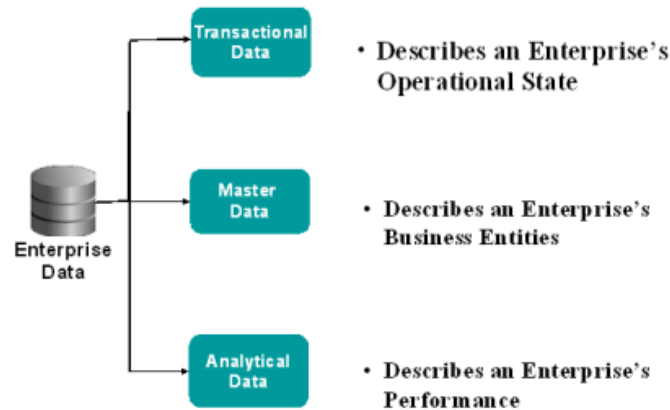 Transactional
Data
• Describes an Enterprise's
Operational State
Enterprise
Data
Master
Data
• Describes an Enterprise's
Business Entities
Analytical
Data
• Describes an Enterprise's
Performance